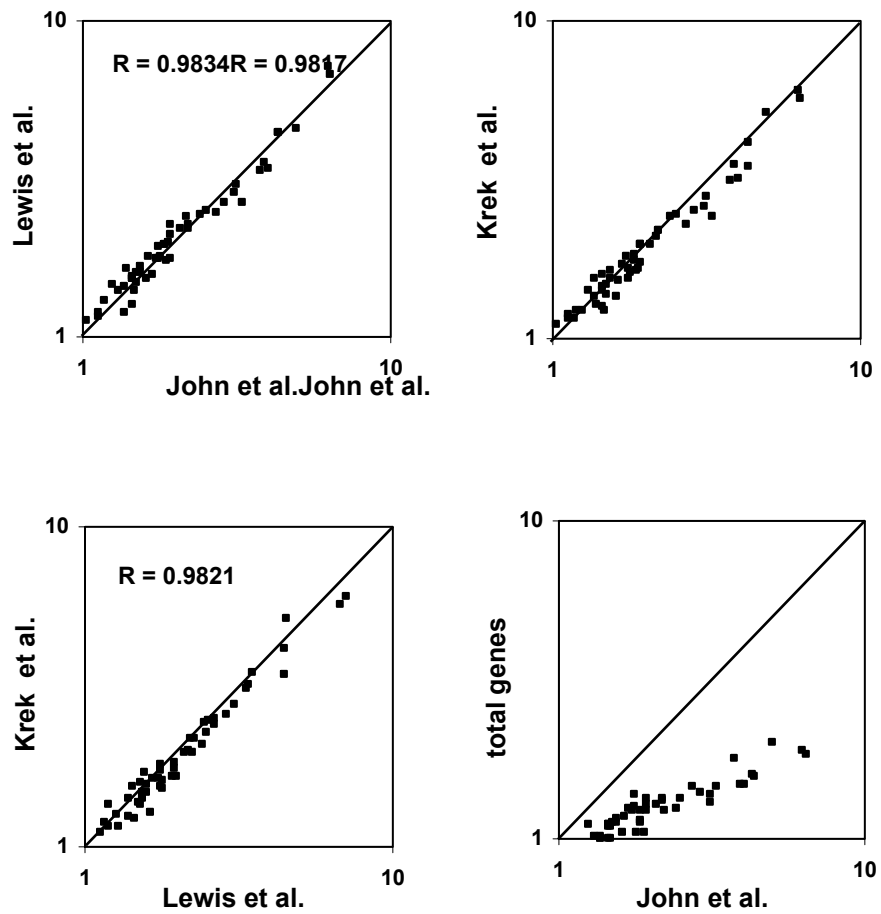 10
R = 0.9834R = 0.9817
Lewis et al.
1
1
10
John et al.John et al.
10
Krek et al.
1
1
10
10
R = 0.9821
Krek et al.
1
1
10
Lewis et al.
10
total genes
1
1
10
John et al.